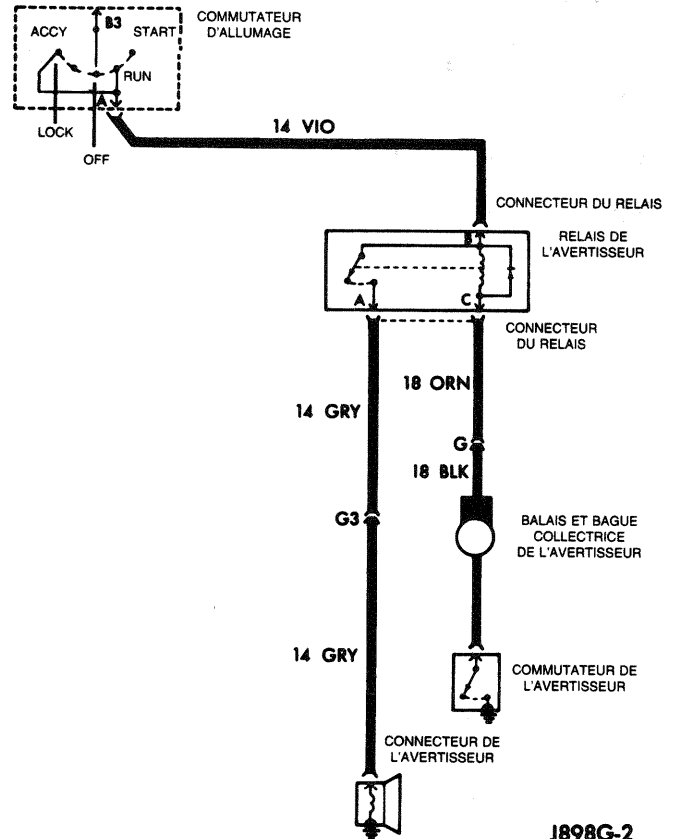 COMMUTATEUR
D'ALLUMAGE
B3
ACCY
START
RUN
A
LOCK
OFF
14 VIO
CONNECTEUR DU RELAIS
RELAIS DE
L'AVERTISSEUR
B
A
C
CONNECTEUR
DU RELAIS
18 ORN
14 GRY
G
18 BLK
G3
BALAIS ET BAGUE
COLLECTRICE
DE L'AVERTISSEUR
14 GRY
COMMUTATEUR DE
L'AVERTISSEUR
CONNECTEUR DE
L'AVERTISSEUR
J898G-2